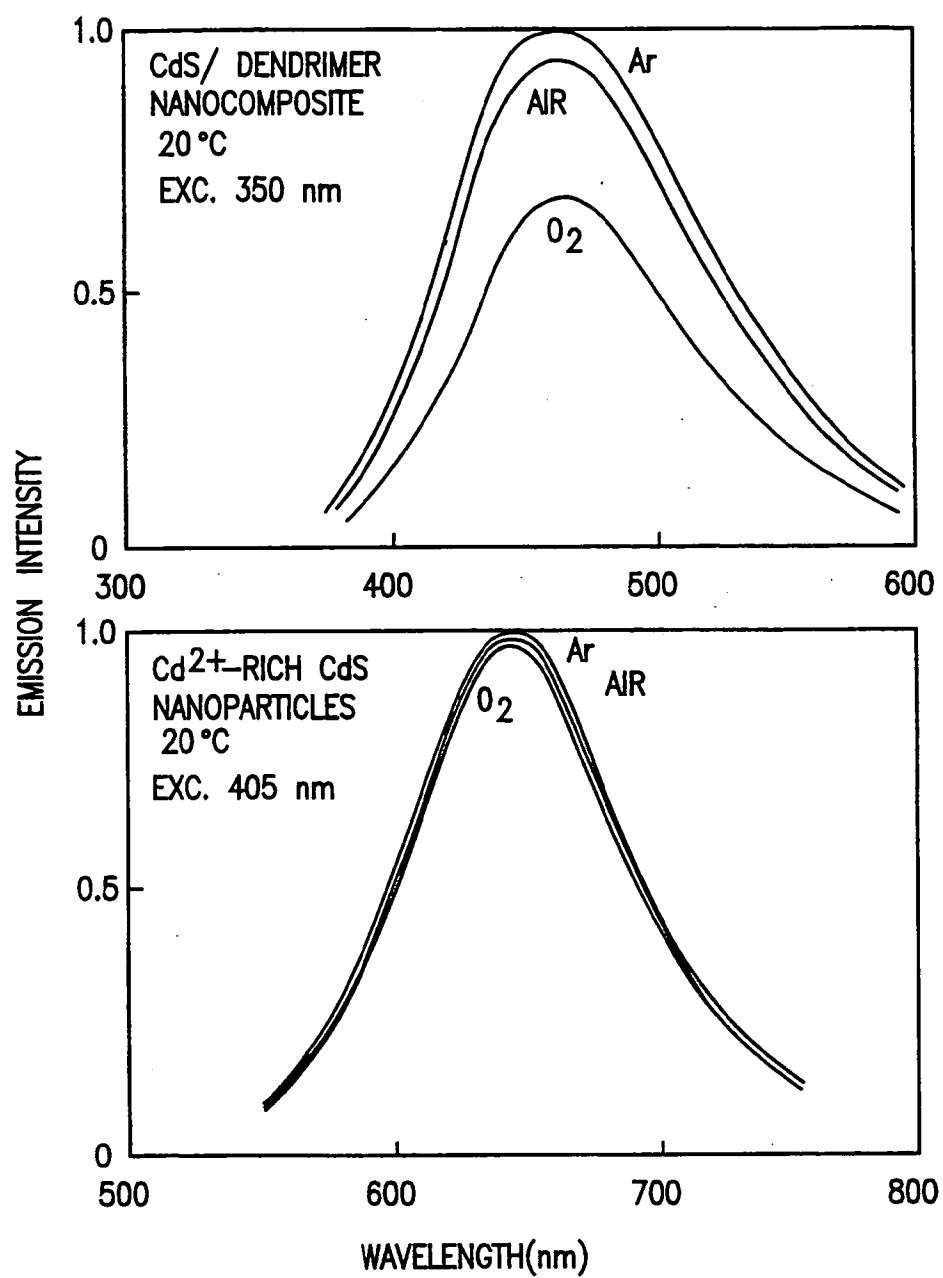 1.0
CdS/ DENDRIMER
NANOCOMPOSITE
20°C
EXC. 350 nm
Ar
AIR
O2
0.5
0
300
400
500
600
EMISSION INTENSITY
1.0
Cd2+-RICH CdS
NANOPARTICLES
20°C
EXC. 405 nm
Ar
AIR
O2
0.5
0
500
600
700
800
WAVELENGTH(nm)